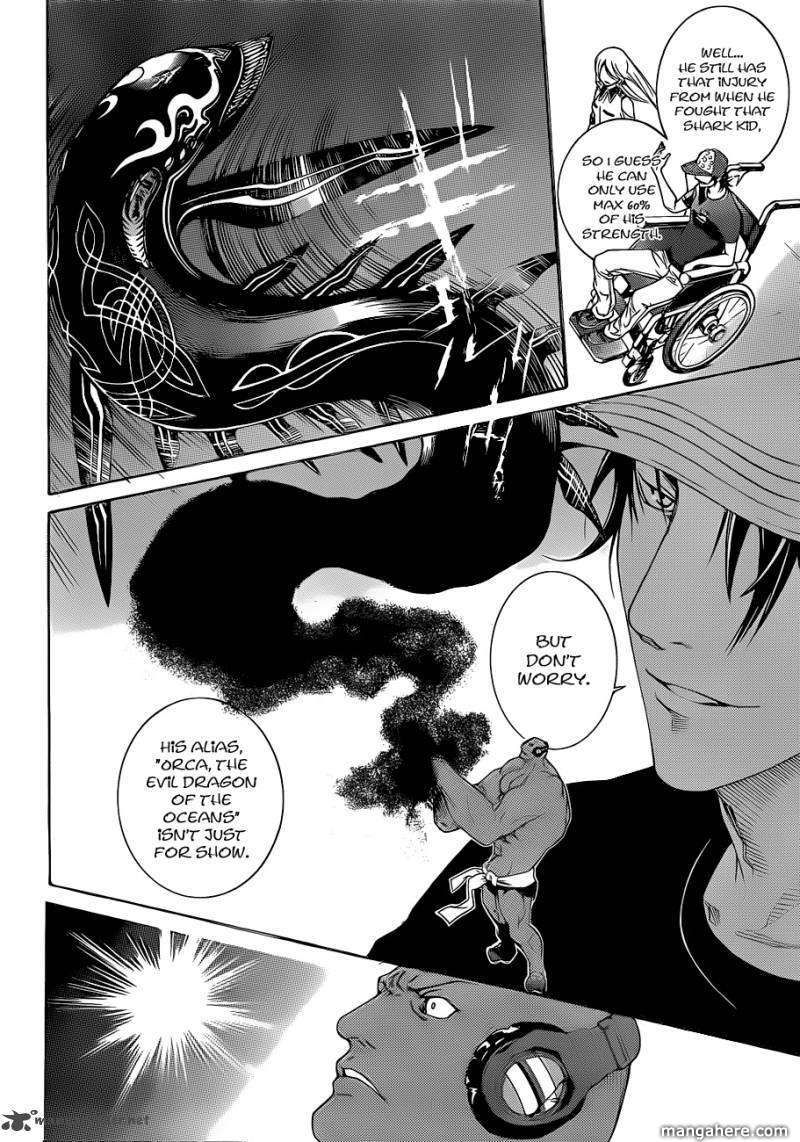 WELL...
HE STILL HAS
THAT INJURY
FROM WHEN HE
FOUGHT THAT
SHARK KID,
SO I GUESS
HE CAN
ONLY USE
MAX 60%
OF HIS
STRENGTH.
BUT
DON'T
WORRY.
HIS ALIAS,
"ORCA, THE
EVIL DRAGON
OF THE
OCEANS"
ISN'T JUST
FOR SHOW.
mangahere.com